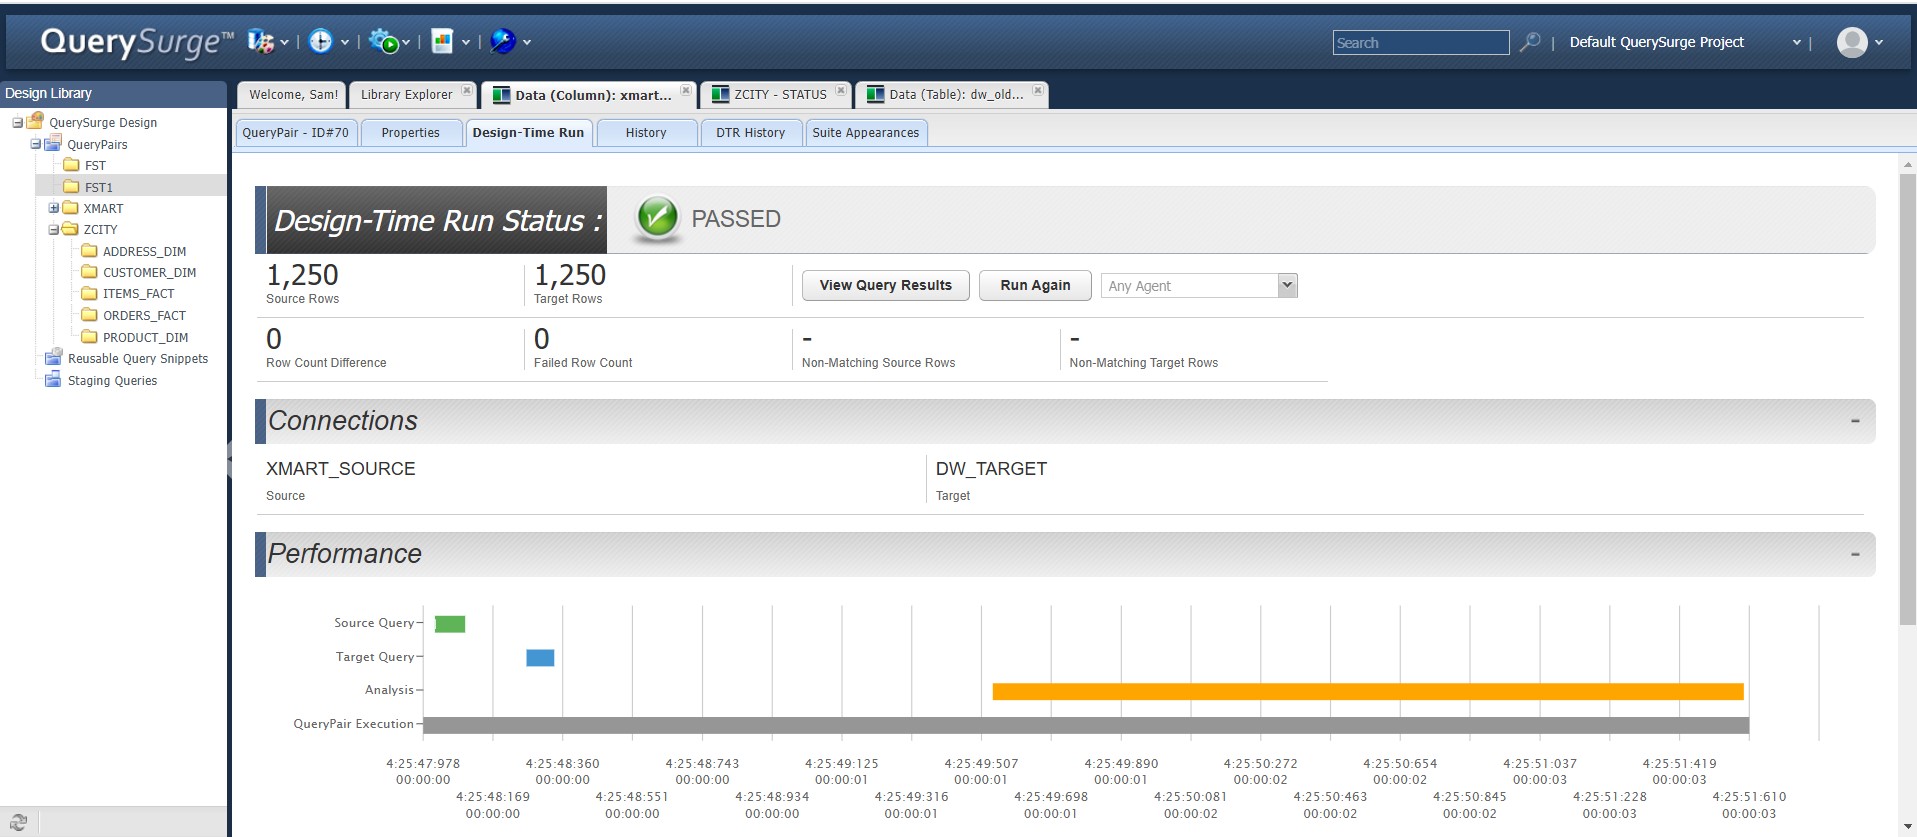 QuerySurge™
Search
Default QuerySurge Project
Design Library
Welcome, Sam!
Library Explorer
Data (Column): xmart...
ZCITY - STATUS
Data (Table): dw_old...
QueryPair - ID#70
Properties
Design-Time Run
History
DTR History
Suite Appearances
QuerySurge Design
QueryPairs
FST
FST1
XMART
ZCITY
ADDRESS_DIM
CUSTOMER_DIM
ITEMS_FACT
ORDERS_FACT
PRODUCT_DIM
Reusable Query Snippets
Staging Queries
Design-Time Run Status :
PASSED
1,250
Source Rows
1,250
Target Rows
View Query Results
Run Again
Any Agent
0
Row Count Difference
0
Failed Row Count
-
Non-Matching Source Rows
-
Non-Matching Target Rows
Connections
-
XMART_SOURCE
Source
DW_TARGET
Target
Performance
-
Source Query
Target Query
Analysis
QueryPair Execution
4:25:47:978 4:25:48:360 4:25:48:743 4:25:49:125 4:25:49:507 4:25:49:890 4:25:50:272 4:25:50:654 4:25:51:037 4:25:51:419
00:00:00 00:00:00 00:00:00 00:00:01 00:00:01 00:00:01 00:00:02 00:00:02 00:00:03 00:00:03
4:25:48:169 4:25:48:551 4:25:48:934 4:25:49:316 4:25:49:698 4:25:50:081 4:25:50:463 4:25:50:845 4:25:51:228 4:25:51:610
00:00:00 00:00:00 00:00:00 00:00:01 00:00:01 00:00:02 00:00:02 00:00:02 00:00:03 00:00:03